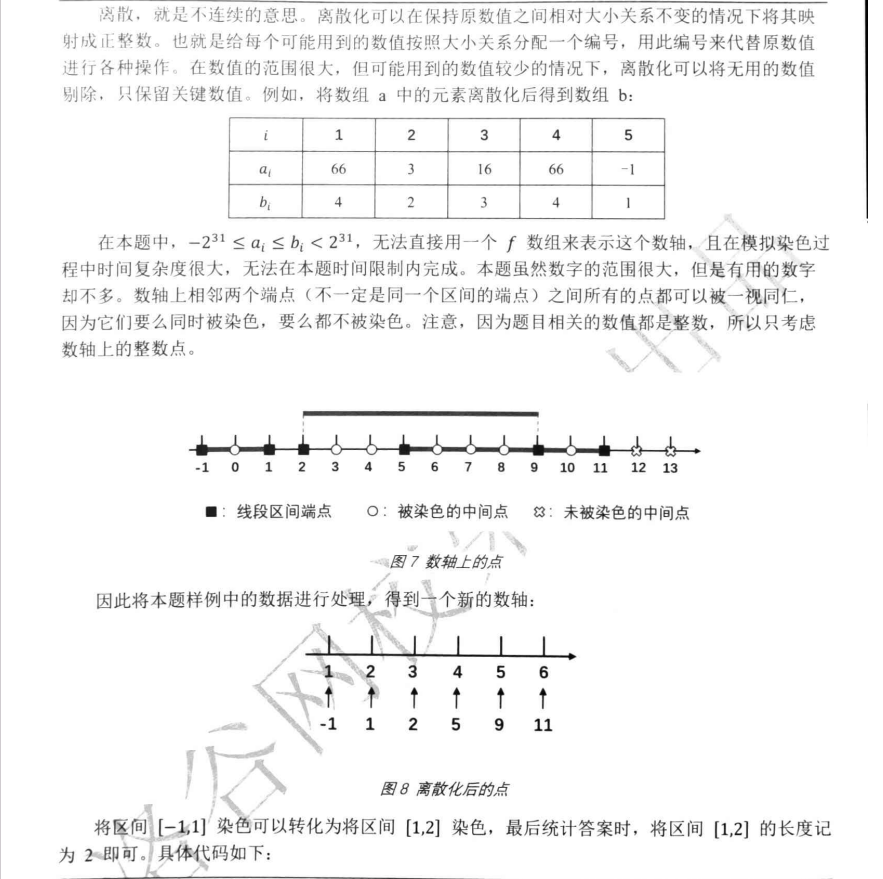 离散，就是不连续的意思。离散化可以在保持原数值之间相对大小关系不变的情况下将其映
射成正整数。也就是给每个可能用到的数值按照大小关系分配一个编号，用此编号来代替原数值
进行各种操作。在数值的范围很大，但可能用到的数值较少的情况下，离散化可以将无用的数值
剔除，只保留关键数值。例如，将数组 a 中的元素离散化后得到数组 b：
i 1 2 3 4 5
aᵢ 66 3 16 66 −1
bᵢ 4 2 3 4 1
在本题中，−2³¹ ≤ aᵢ ≤ bᵢ < 2³¹，无法直接用一个 f 数组来表示这个数轴，且在模拟染色过
程中时间复杂度很大，无法在本题时间限制内完成。本题虽然数字的范围很大，但是有用的数字
却不多。数轴上相邻两个端点（不一定是同一个区间的端点）之间所有的点都可以被一视同仁，
因为它们要么同时被染色，要么都不被染色。注意，因为题目相关的数值都是整数，所以只考虑
数轴上的整数点。
-1 0 1 2 3 4 5 6 7 8 9 10 11 12 13
■：线段区间端点 ○：被染色的中间点 ：未被染色的中间点
图 7 数轴上的点
因此将本题样例中的数据进行处理，得到一个新的数轴：
1 2 3 4 5 6
-1 1 2 5 9 11
图 8 离散化后的点
将区间 [−1,1] 染色可以转化为将区间 [1,2] 染色，最后统计答案时，将区间 [1,2] 的长度记
为 2 即可。具体代码如下：
洛谷网校
出品